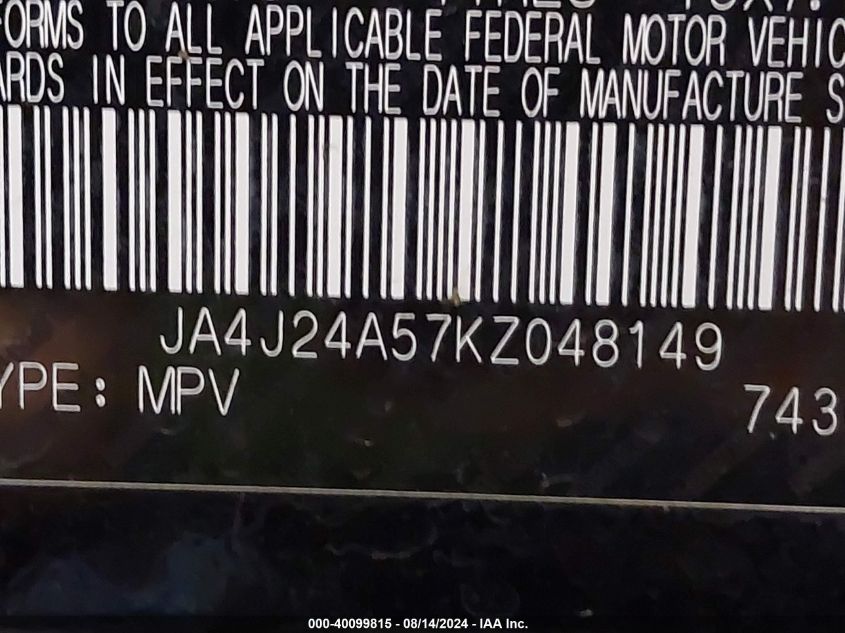 FORMS TO ALL APPLICABLE FEDERAL MOTOR VEHIC
ARDS IN EFFECT ON THE DATE OF MANUFACTURE S
JA4J24A57KZ048149
YPE: MPV 743
000-40099815 - 08/14/2024 - IAA Inc.